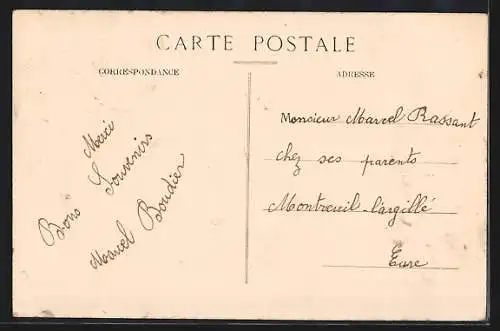 CARTE POSTALE
CORRESPONDANCE
ADRESSE
Merci
Bons Souvenirs
Marcel Boudier
Monsieur Marcel Rassant
chez ses parents
Montreuil-l'argillé
Eure